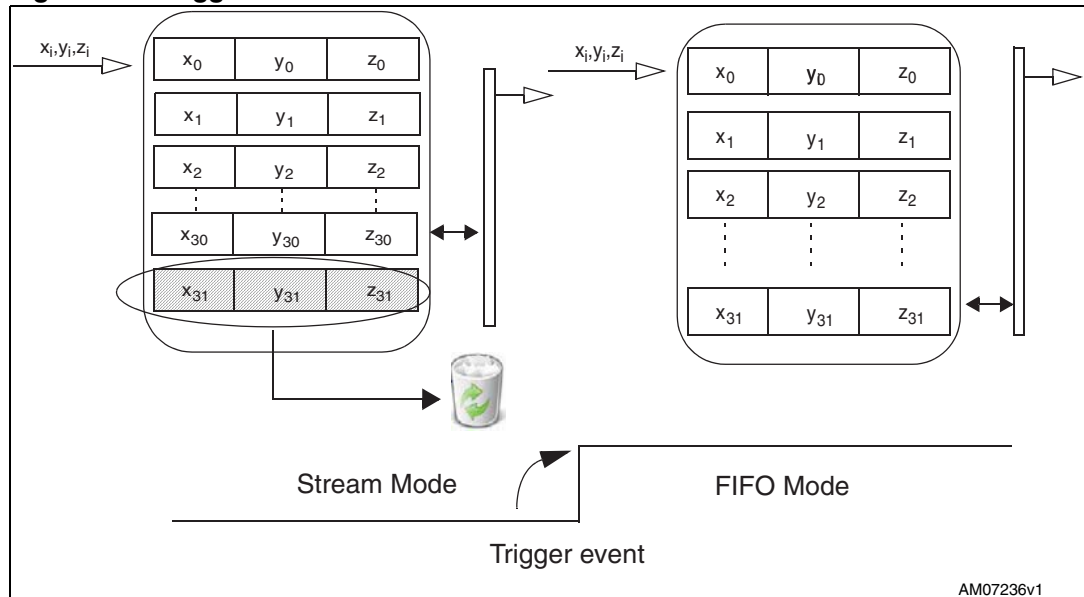 xᵢ,yᵢ,zᵢ
x₀ y₀ z₀
x₁ y₁ z₁
x₂ y₂ z₂
x₃₀ y₃₀ z₃₀
x₃₁ y₃₁ z₃₁
xᵢ,yᵢ,zᵢ
x₀ y₀ z₀
x₁ y₁ z₁
x₂ y₂ z₂
x₃₁ y₃₁ z₃₁
Stream Mode
FIFO Mode
Trigger event
AM07236v1